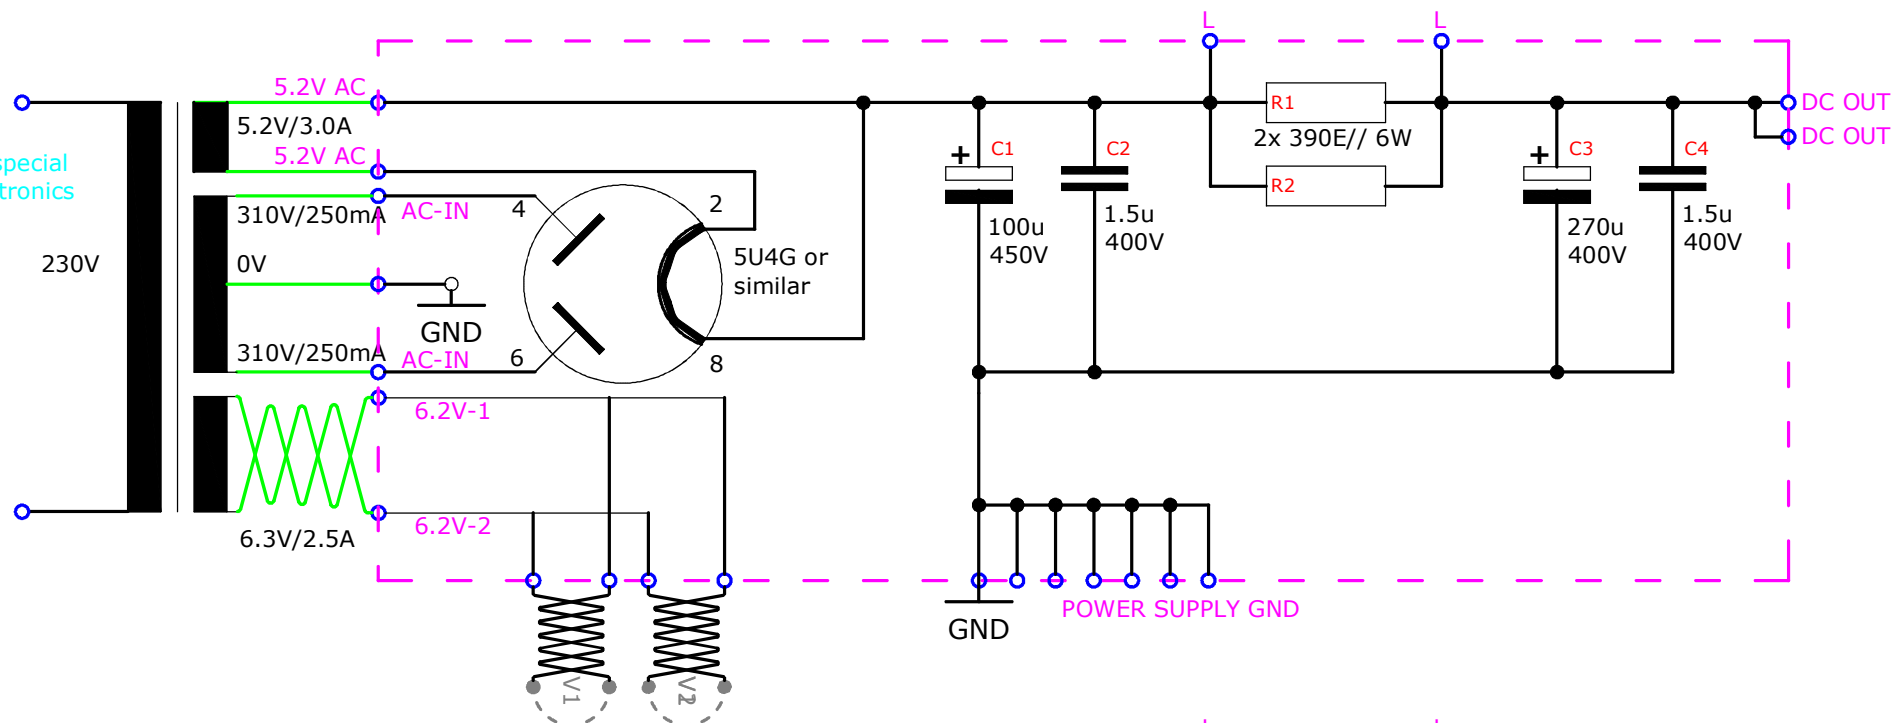 L
L
5.2V AC
DC OUT
R1
5.2V/3.0A
2x 390E// 6W
DC OUT
5.2V AC
+
C1
C2
+
C3
C4
special
tronics
R2
310V/250mA
AC-IN
4
2
100u
450V
1.5u
400V
270u
400V
1.5u
400V
230V
0V
5U4G or
similar
GND
310V/250mA
AC-IN
6
8
6.2V-1
6.2V-2
6.3V/2.5A
POWER SUPPLY GND
GND
V1